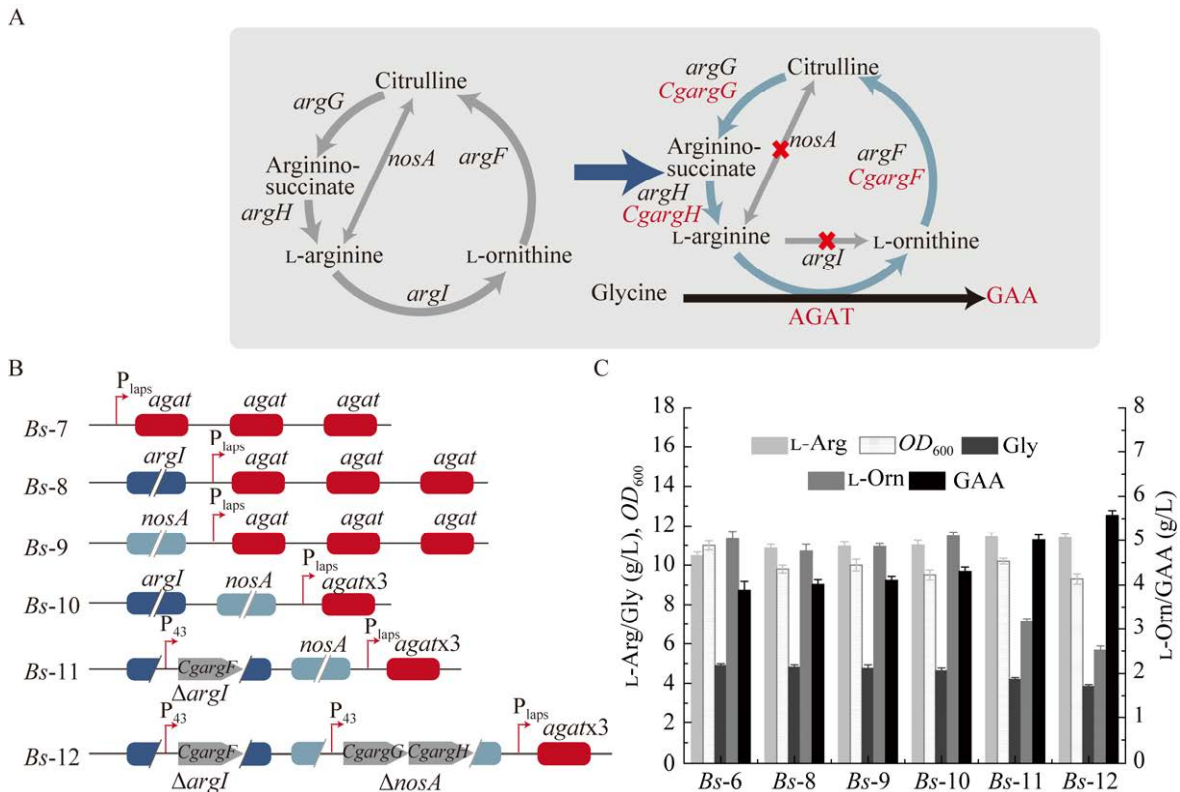 A
Citrulline
argG
nosA
argF
Arginino-
succinate
argH
L-arginine
L-ornithine
argI
argG
CgargG
Citrulline
Arginino-
succinate
nosA
argF
CgargF
argH
CgargH
L-arginine
L-ornithine
argI
Glycine
GAA
AGAT
B
Plaps
agat agat agat
Bs-7
argI Plaps agat agat agat
Bs-8
nosA Plaps agat agat agat
Bs-9
argI nosA Plaps agatx3
Bs-10
P43 nosA Plaps agatx3
Bs-11 CgargF
ΔargI
P43 P43 Plaps agatx3
Bs-12 CgargF CgargG CgargH
ΔargI ΔnosA
C
L-Arg OD600 Gly
L-Orn GAA
L-Arg/Gly (g/L), OD600
18
16
14
12
10
8
6
4
2
0
L-Orn/GAA (g/L)
8
7
6
5
4
3
2
1
0
Bs-6 Bs-8 Bs-9 Bs-10 Bs-11 Bs-12